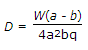 D = W(a - b) / 4a²bq